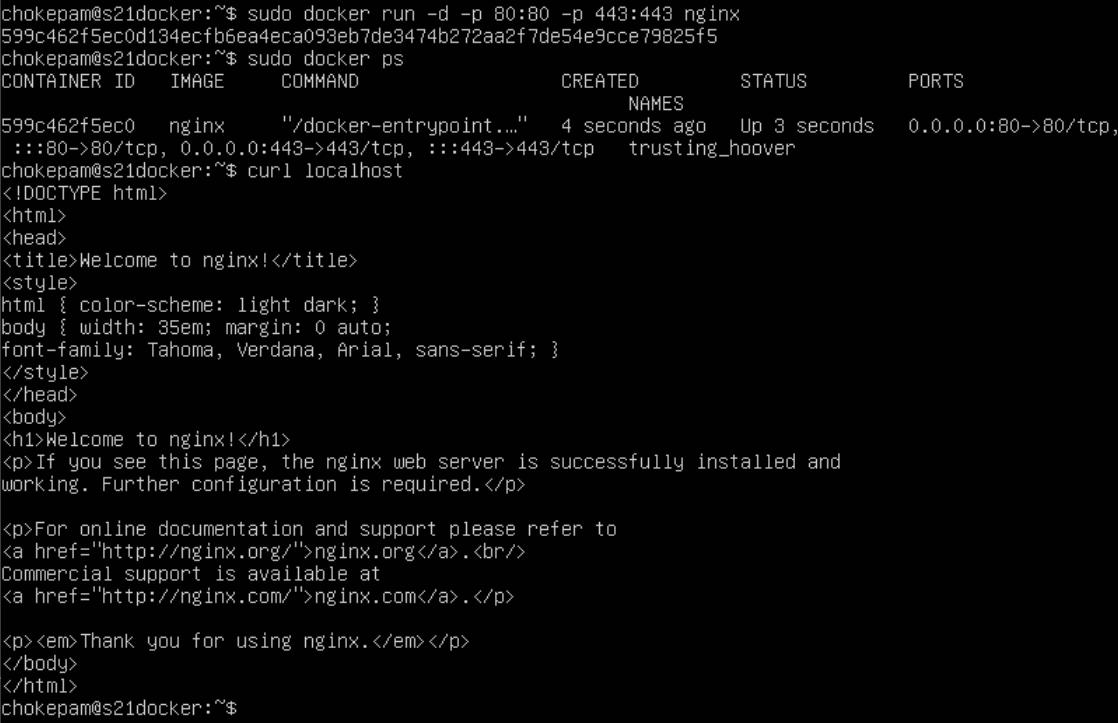 chokepam@s21docker:~$ sudo docker run -d -p 80:80 -p 443:443 nginx
599c462f5ec0d134ecfb6ea4eca093eb7de3474b272aa2f7de54e9cce79825f5
chokepam@s21docker:~$ sudo docker ps
CONTAINER ID   IMAGE     COMMAND                  CREATED         STATUS         PORTS
NAMES
599c462f5ec0   nginx     "/docker-entrypoint.…"   4 seconds ago   Up 3 seconds   0.0.0.0:80->80/tcp,
:::80->80/tcp, 0.0.0.0:443->443/tcp, :::443->443/tcp   trusting_hoover
chokepam@s21docker:~$ curl localhost
<!DOCTYPE html>
<html>
<head>
<title>Welcome to nginx!</title>
<style>
html { color-scheme: light dark; }
body { width: 35em; margin: 0 auto;
font-family: Tahoma, Verdana, Arial, sans-serif; }
</style>
</head>
<body>
<h1>Welcome to nginx!</h1>
<p>If you see this page, the nginx web server is successfully installed and
working. Further configuration is required.</p>

<p>For online documentation and support please refer to
<a href="http://nginx.org/">nginx.org</a>.<br/>
Commercial support is available at
<a href="http://nginx.com/">nginx.com</a>.</p>

<p><em>Thank you for using nginx.</em></p>
</body>
</html>
chokepam@s21docker:~$